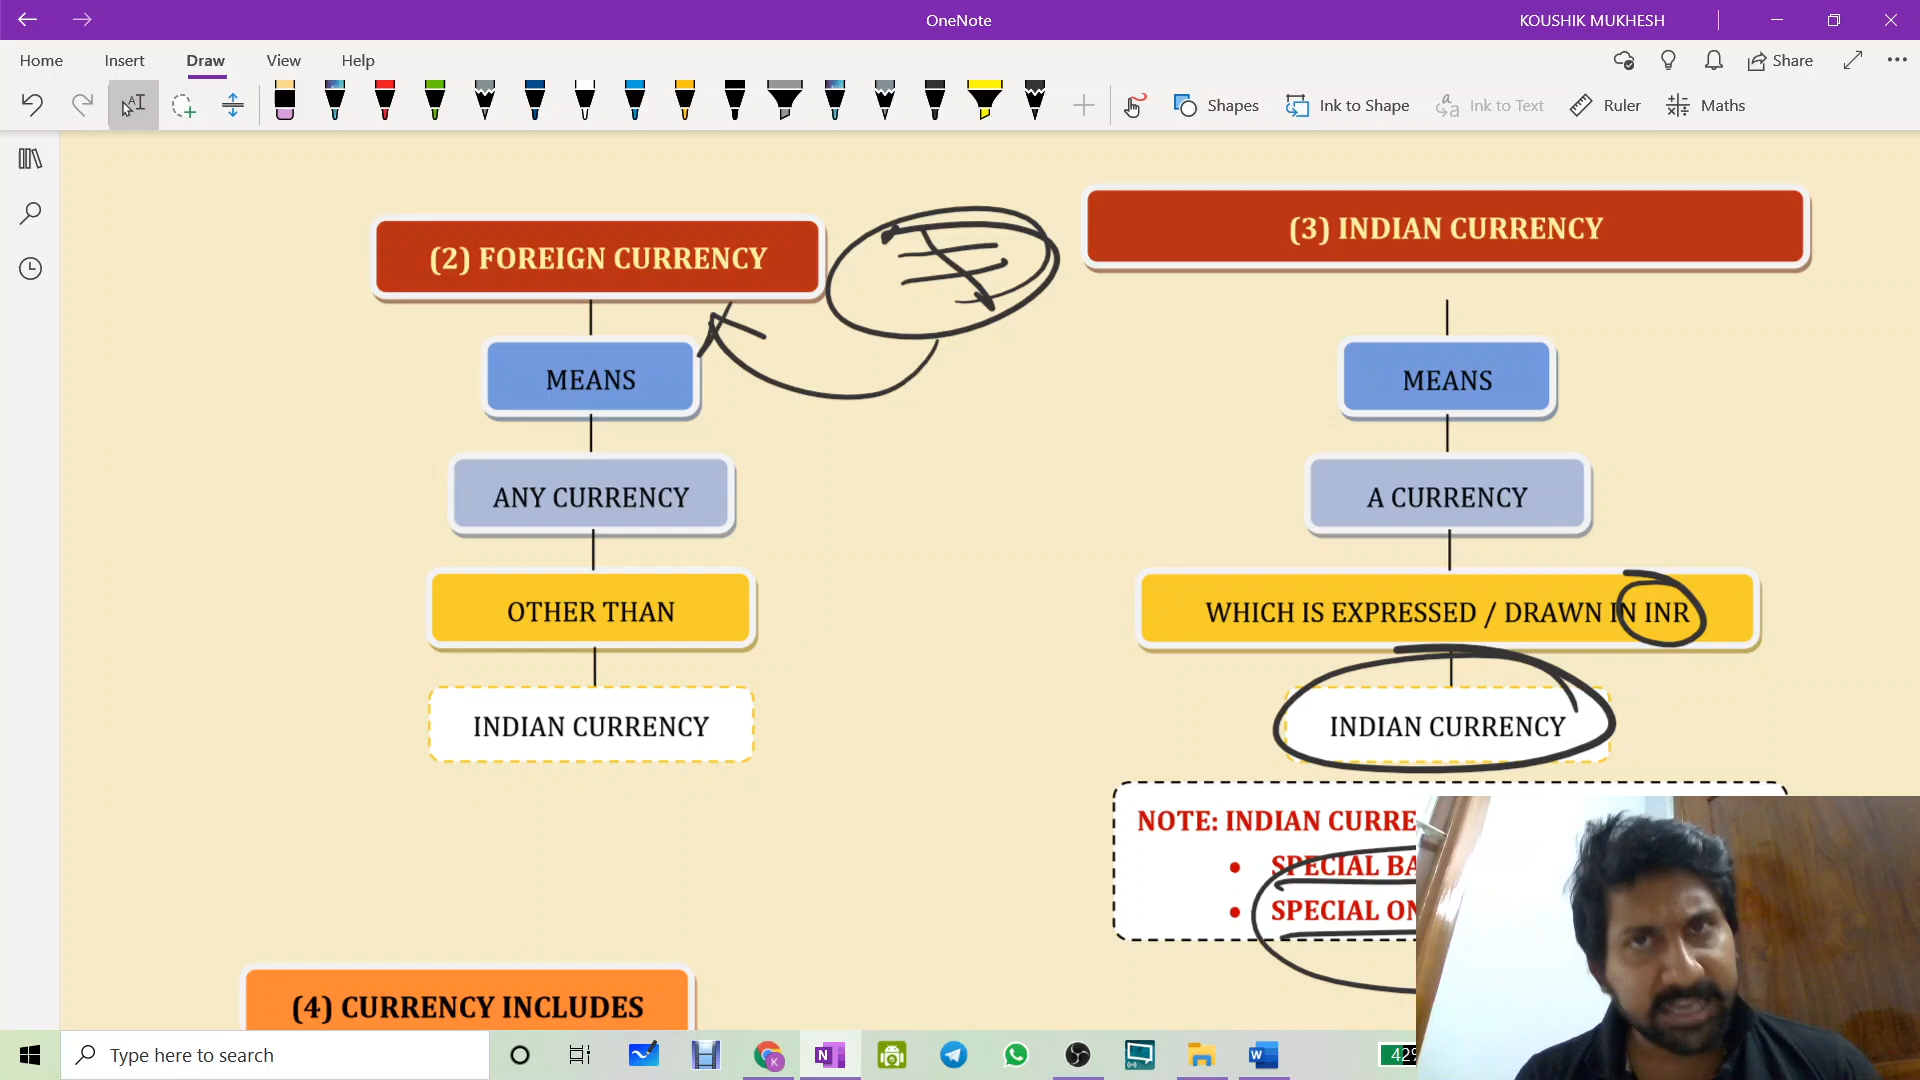 OneNote
KOUSHIK MUKHESH
Home
Insert
Draw
View
Help
Share
Shapes
Ink to Shape
Ink to Text
Ruler
Maths
(2) FOREIGN CURRENCY
(3) INDIAN CURRENCY
MEANS
MEANS
ANY CURRENCY
A CURRENCY
OTHER THAN
WHICH IS EXPRESSED / DRAWN IN INR
INDIAN CURRENCY
INDIAN CURRENCY
NOTE: INDIAN CURRE
• SPECIAL BA
• SPECIAL ON
(4) CURRENCY INCLUDES
Type here to search
42%